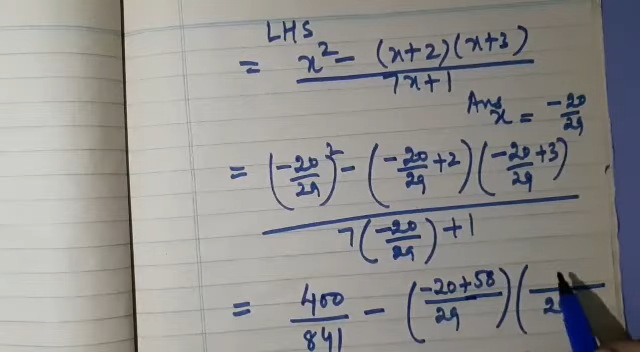 LHS
= x² - (x+2)(x+3) / 7x+1
Ans x = -20/29
= (-20/29)² - (-20/29 + 2)(-20/29 + 3) / 7(-20/29) + 1
= 400/841 - (-20+58/29)( /2